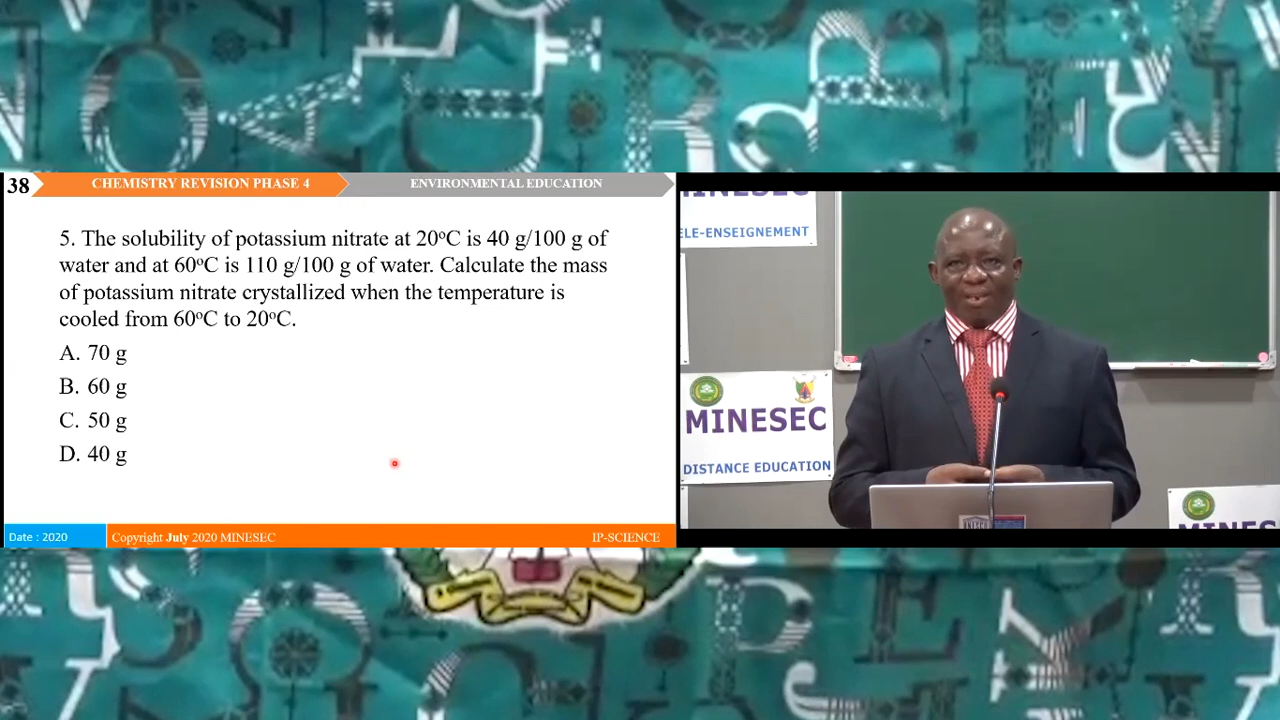 38
CHEMISTRY REVISION PHASE 4
ENVIRONMENTAL EDUCATION
5. The solubility of potassium nitrate at 20ºC is 40 g/100 g of
water and at 60ºC is 110 g/100 g of water. Calculate the mass
of potassium nitrate crystallized when the temperature is
cooled from 60ºC to 20ºC.
A. 70 g
B. 60 g
C. 50 g
D. 40 g
Date : 2020
Copyright July 2020 MINESEC
IP-SCIENCE
MINESEC
ELE-ENSEIGNEMENT
MINESEC
DISTANCE EDUCATION
MINES